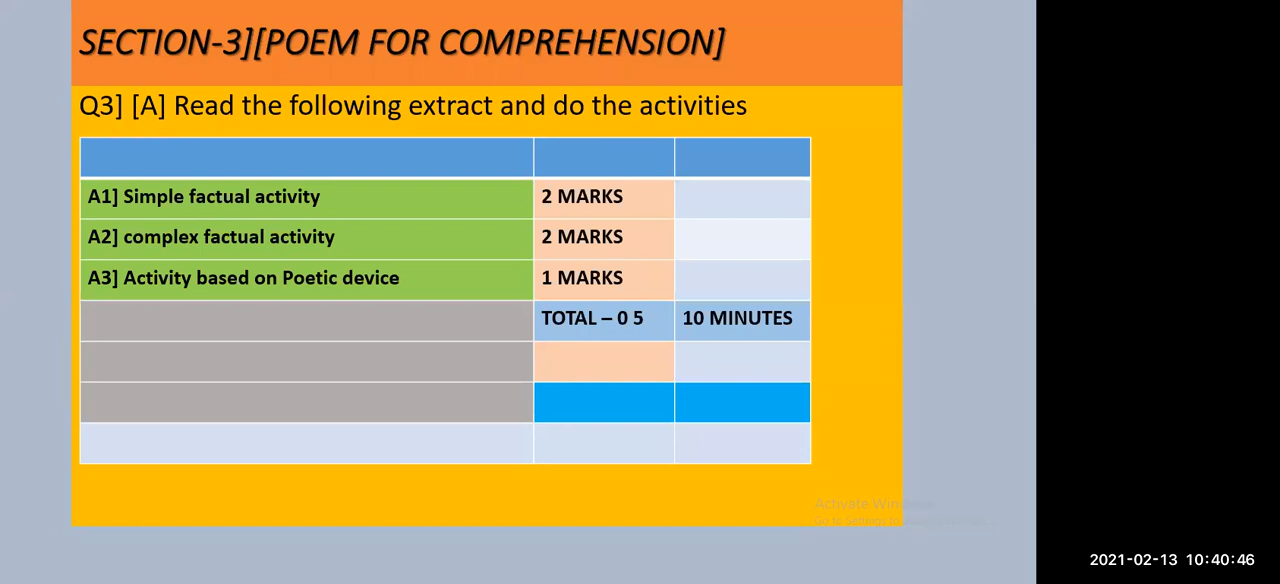 SECTION-3][POEM FOR COMPREHENSION]
Q3] [A] Read the following extract and do the activities
A1] Simple factual activity 2 MARKS
A2] complex factual activity 2 MARKS
A3] Activity based on Poetic device 1 MARKS
TOTAL – 0 5 10 MINUTES
Activate Windows
2021-02-13 10:40:46